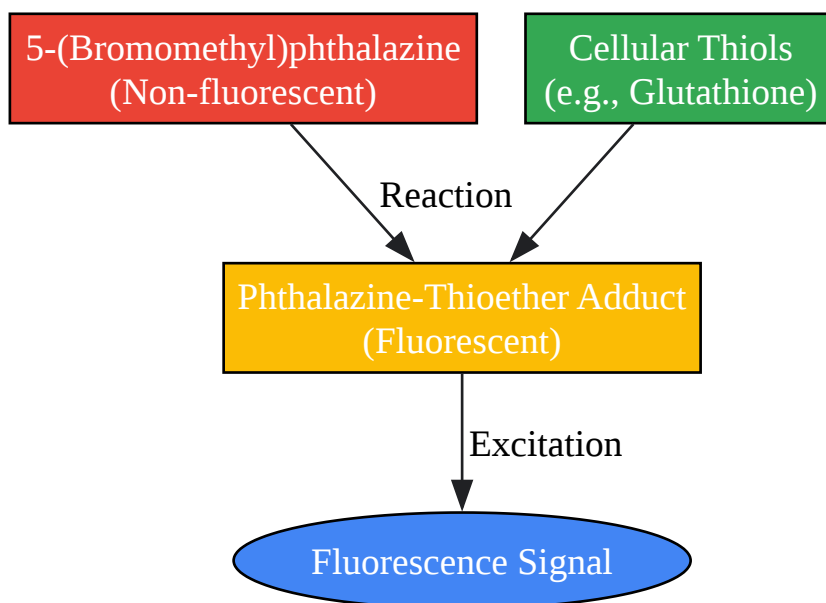 5-(Bromomethyl)phthalazine
(Non-fluorescent)
Cellular Thiols
(e.g., Glutathione)
Reaction
Phthalazine-Thioether Adduct
(Fluorescent)
Excitation
Fluorescence Signal